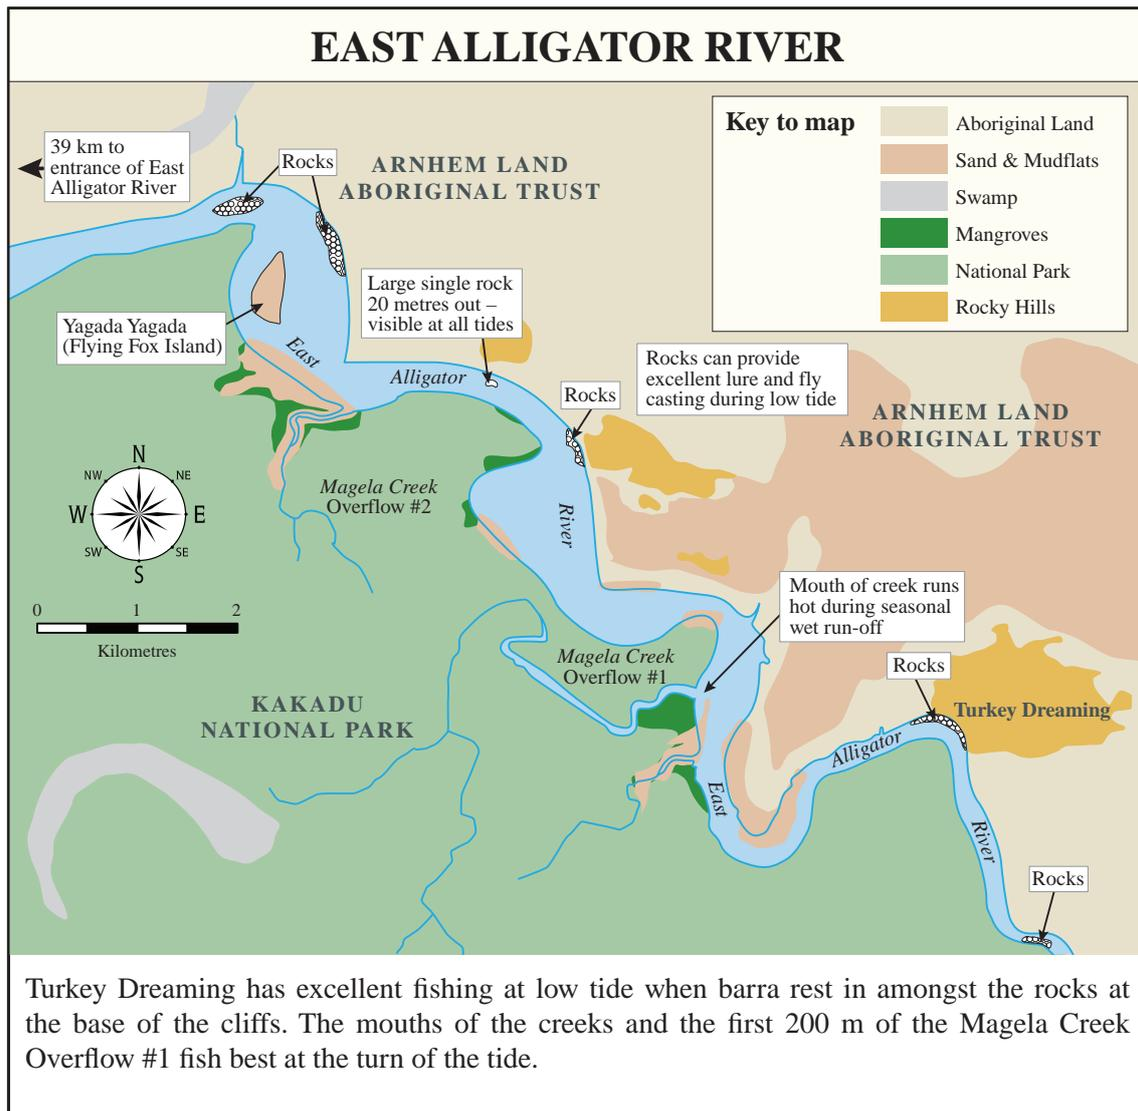 EAST ALLIGATOR RIVER
39 km to
entrance of East
Alligator River
Rocks
ARNHEM LAND
ABORIGINAL TRUST
Key to map
Aboriginal Land
Sand & Mudflats
Swamp
Mangroves
National Park
Rocky Hills
Large single rock
20 metres out –
visible at all tides
Yagada Yagada
(Flying Fox Island)
East
Alligator
River
Rocks
Rocks can provide
excellent lure and fly
casting during low tide
ARNHEM LAND
ABORIGINAL TRUST
N
NE
E
SE
S
SW
W
NW
Magela Creek
Overflow #2
0 1 2
Kilometres
Mouth of creek runs
hot during seasonal
wet run-off
Magela Creek
Overflow #1
Rocks
Turkey Dreaming
KAKADU
NATIONAL PARK
East
Alligator
River
Rocks
Turkey Dreaming has excellent fishing at low tide when barra rest in amongst the rocks at
the base of the cliffs. The mouths of the creeks and the first 200 m of the Magela Creek
Overflow #1 fish best at the turn of the tide.